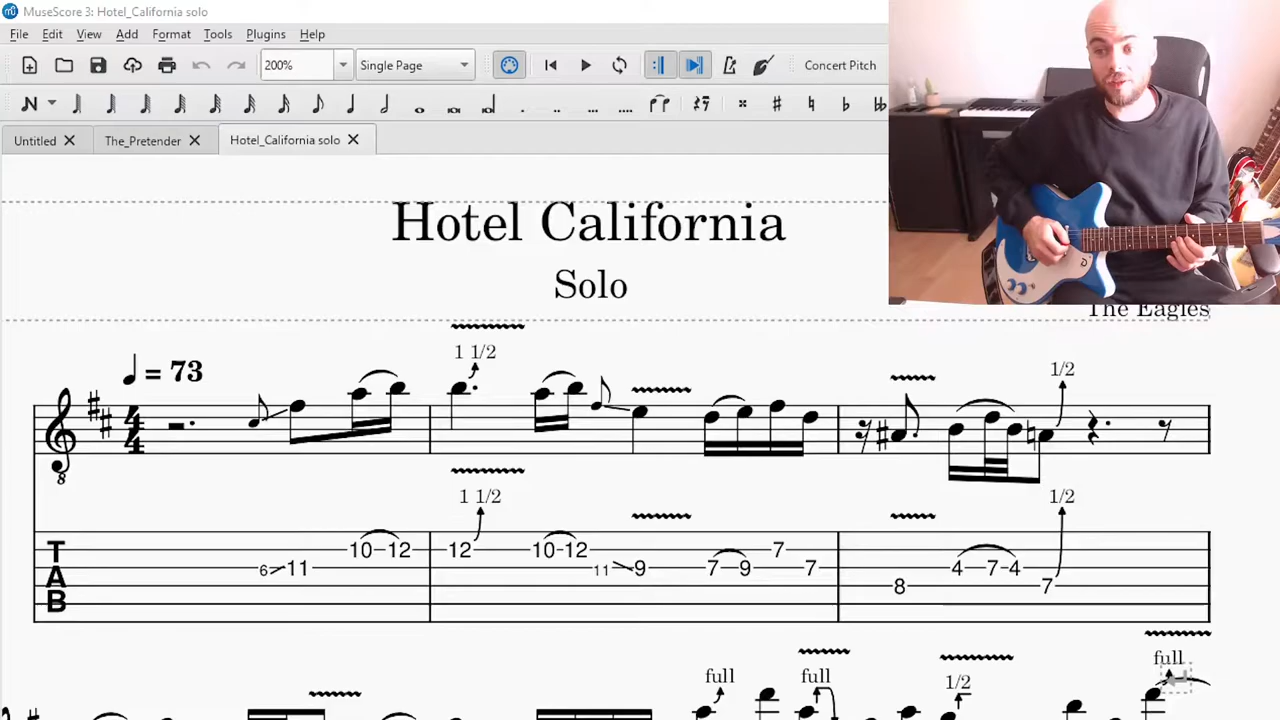 MuseScore 3: Hotel_California solo
File Edit View Add Format Tools Plugins Help
200% Single Page Concert Pitch
Untitled The_Pretender Hotel_California solo
Hotel California
Solo
The Eagles
= 73
1 1/2 1/2
4
4
8
1 1/2 1/2
T
A
B
10 12 12 10 12 7
6 11 11 9 7 9 7 4 7 4
8 7
full full 1/2 full